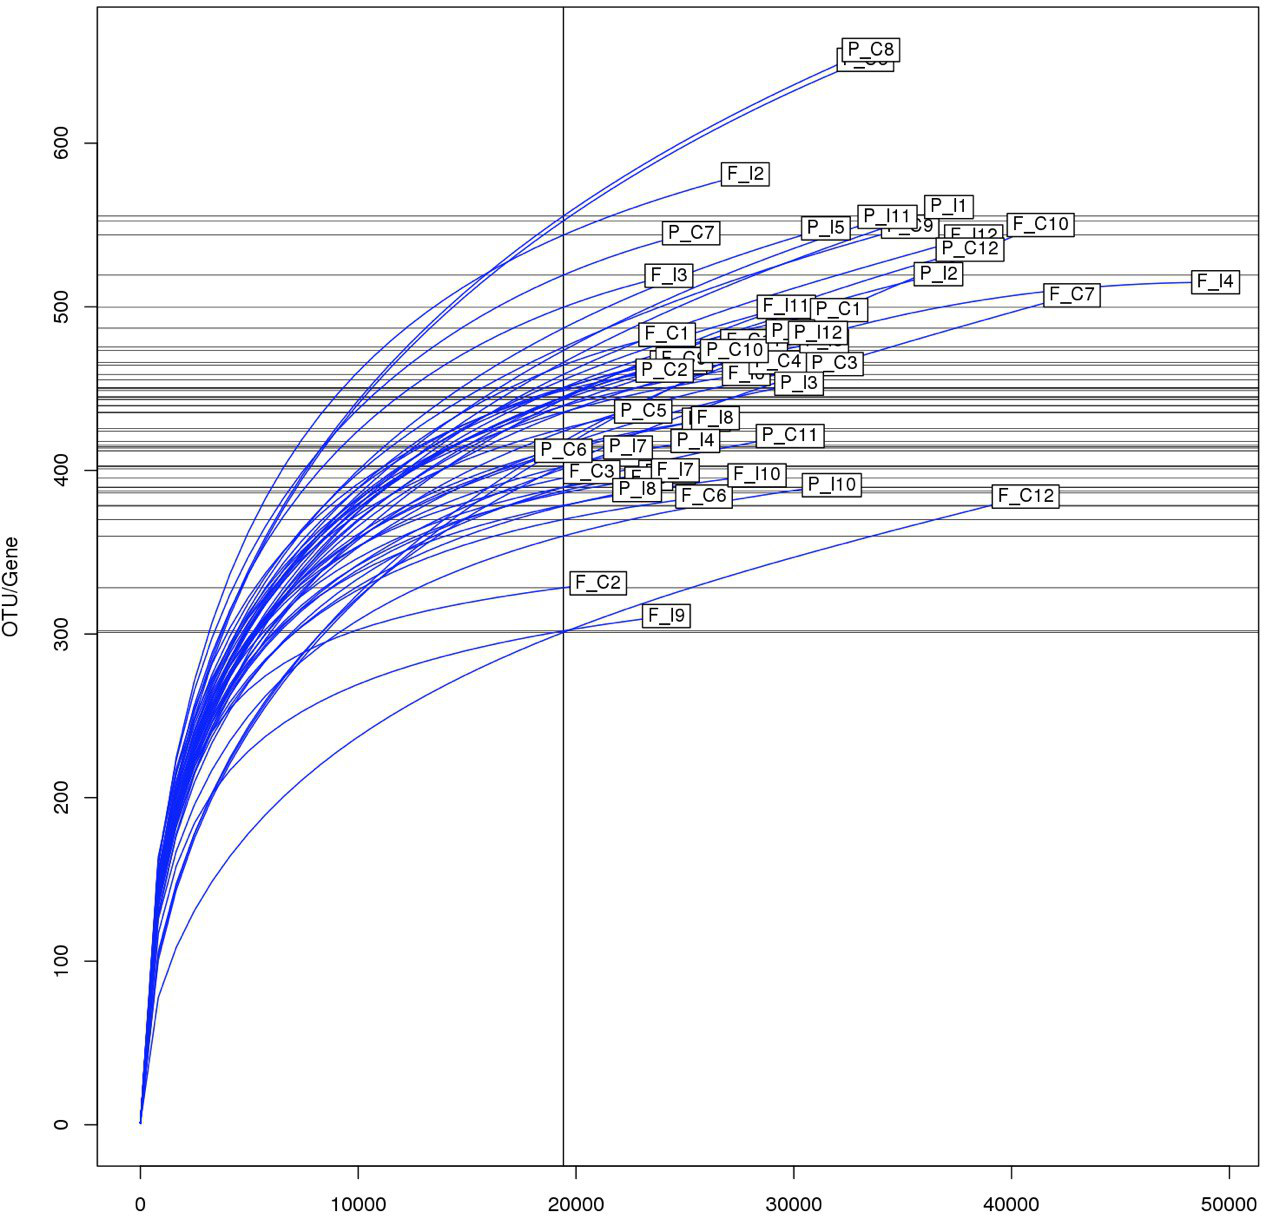 P_C8
F_I2
P_I1
P_I11
F_C10
P_I5
P_C7
F_I12
P_C12
P_I2
F_I3
F_I4
F_C7
F_I11
P_C1
F_C1
P_I12
P_C10
P_C3
P_C2
P_I3
P_C5
F_I8
P_C11
P_I4
P_I7
P_C6
F_C3
F_I7
F_I10
P_I10
P_I8
F_C6
F_C12
F_C2
F_I9
OTU/Gene
600
500
400
300
200
100
0
0
10000
20000
30000
40000
50000